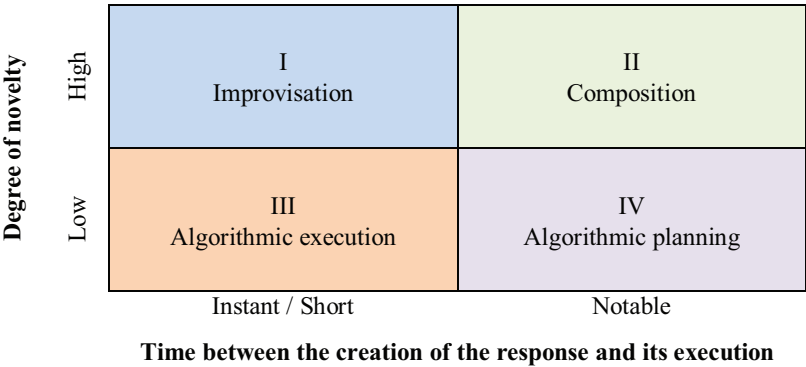 Degree of novelty
High
I
Improvisation
II
Composition
Low
III
Algorithmic execution
IV
Algorithmic planning
Instant / Short
Notable
Time between the creation of the response and its execution